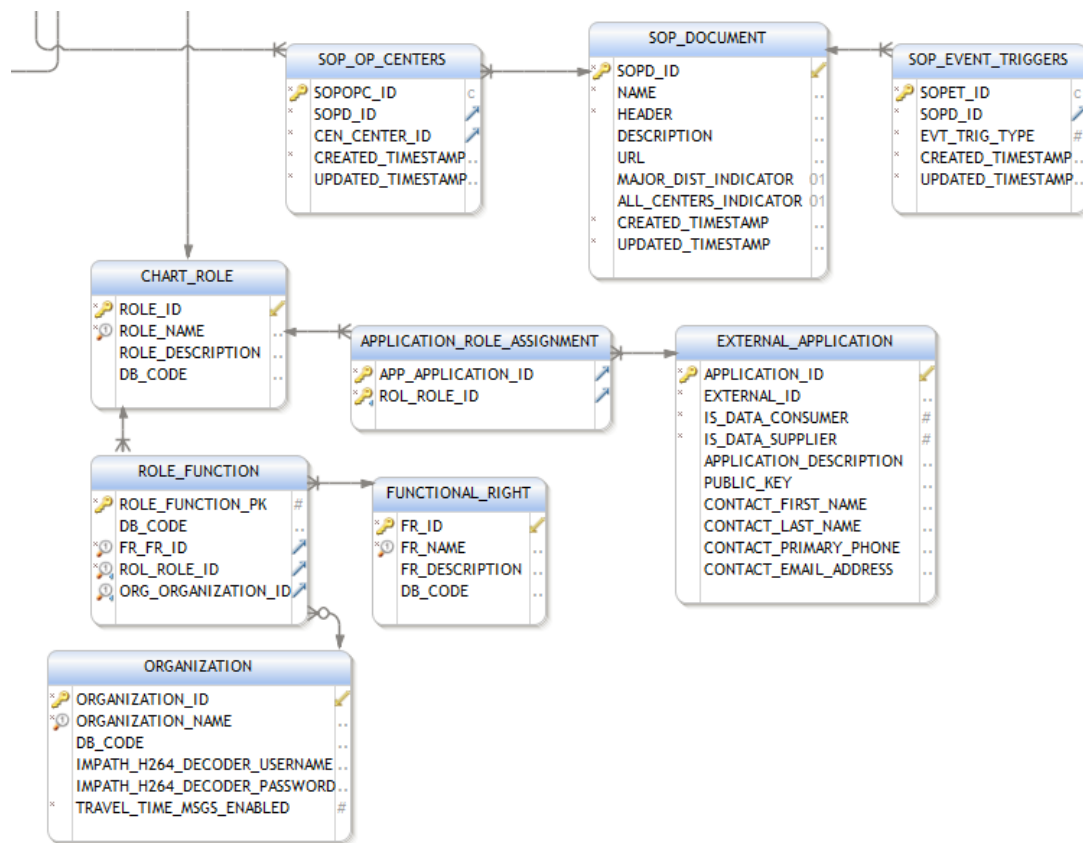 SOP_OP_CENTERS
SOPOPC_ID c
SOPD_ID
CEN_CENTER_ID
CREATED_TIMESTAMP ..
UPDATED_TIMESTAMP ..
SOP_DOCUMENT
SOPD_ID
NAME ..
HEADER ..
DESCRIPTION ..
URL ..
MAJOR_DIST_INDICATOR 01
ALL_CENTERS_INDICATOR 01
CREATED_TIMESTAMP ..
UPDATED_TIMESTAMP ..
SOP_EVENT_TRIGGERS
SOPET_ID c
SOPD_ID
EVT_TRIG_TYPE #
CREATED_TIMESTAMP ..
UPDATED_TIMESTAMP ..
CHART_ROLE
ROLE_ID
ROLE_NAME ..
ROLE_DESCRIPTION ..
DB_CODE ..
APPLICATION_ROLE_ASSIGNMENT
APP_APPLICATION_ID
ROL_ROLE_ID
EXTERNAL_APPLICATION
APPLICATION_ID
EXTERNAL_ID ..
IS_DATA_CONSUMER #
IS_DATA_SUPPLIER #
APPLICATION_DESCRIPTION ..
PUBLIC_KEY ..
CONTACT_FIRST_NAME ..
CONTACT_LAST_NAME ..
CONTACT_PRIMARY_PHONE ..
CONTACT_EMAIL_ADDRESS ..
ROLE_FUNCTION
ROLE_FUNCTION_PK #
DB_CODE ..
FR_FR_ID
ROL_ROLE_ID
ORG_ORGANIZATION_ID
FUNCTIONAL_RIGHT
FR_ID
FR_NAME ..
FR_DESCRIPTION ..
DB_CODE ..
ORGANIZATION
ORGANIZATION_ID
ORGANIZATION_NAME ..
DB_CODE ..
IMPATH_H264_DECODER_USERNAME ..
IMPATH_H264_DECODER_PASSWORD ..
TRAVEL_TIME_MSGS_ENABLED #